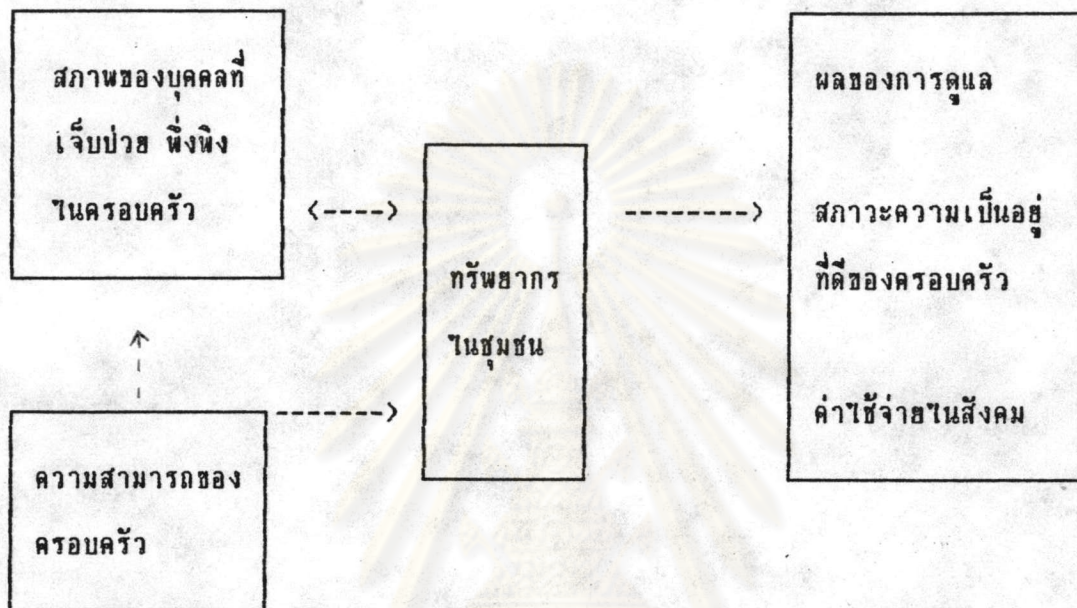 สภาพของบุคคลที่
เจ็บป่วย พึ่งพิง
ในครอบครัว
<---->
ทรัพยากร
ในชุมชน
------->
ผลของการดูแล
สภาวะความเป็นอยู่
ที่ดีของครอบครัว
ค่าใช้จ่ายในสังคม
ความสามารถของ
ครอบครัว
------>